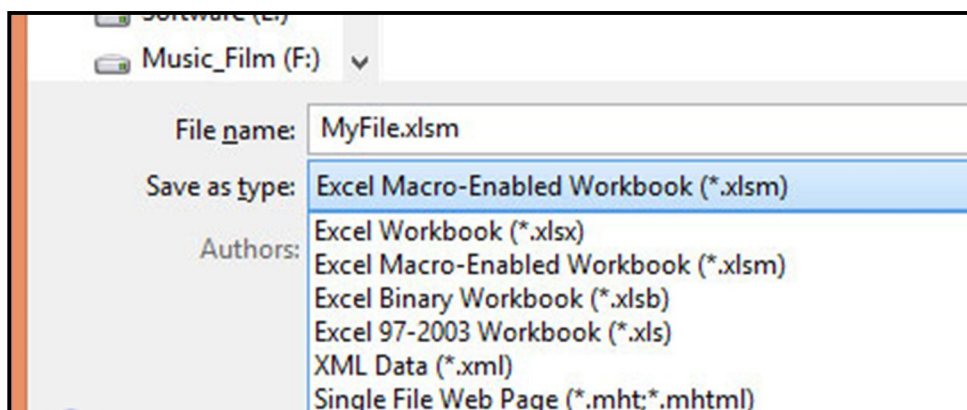 Software (E:)
Music_Film (F:)
File name: MyFile.xlsm
Save as type: Excel Macro-Enabled Workbook (*.xlsm)
Authors:
Excel Workbook (*.xlsx)
Excel Macro-Enabled Workbook (*.xlsm)
Excel Binary Workbook (*.xlsb)
Excel 97-2003 Workbook (*.xls)
XML Data (*.xml)
Single File Web Page (*.mht;*.mhtml)